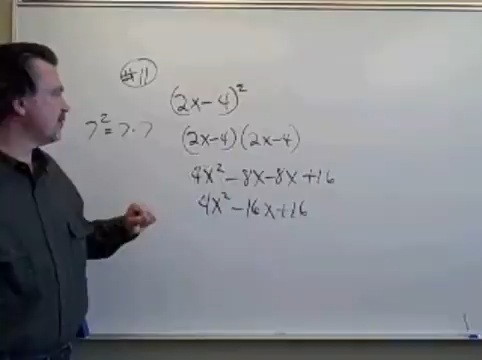 #11
(2x-4)²
7²=7·7
(2x-4)(2x-4)
4x²-8x-8x+16
4x²-16x+16